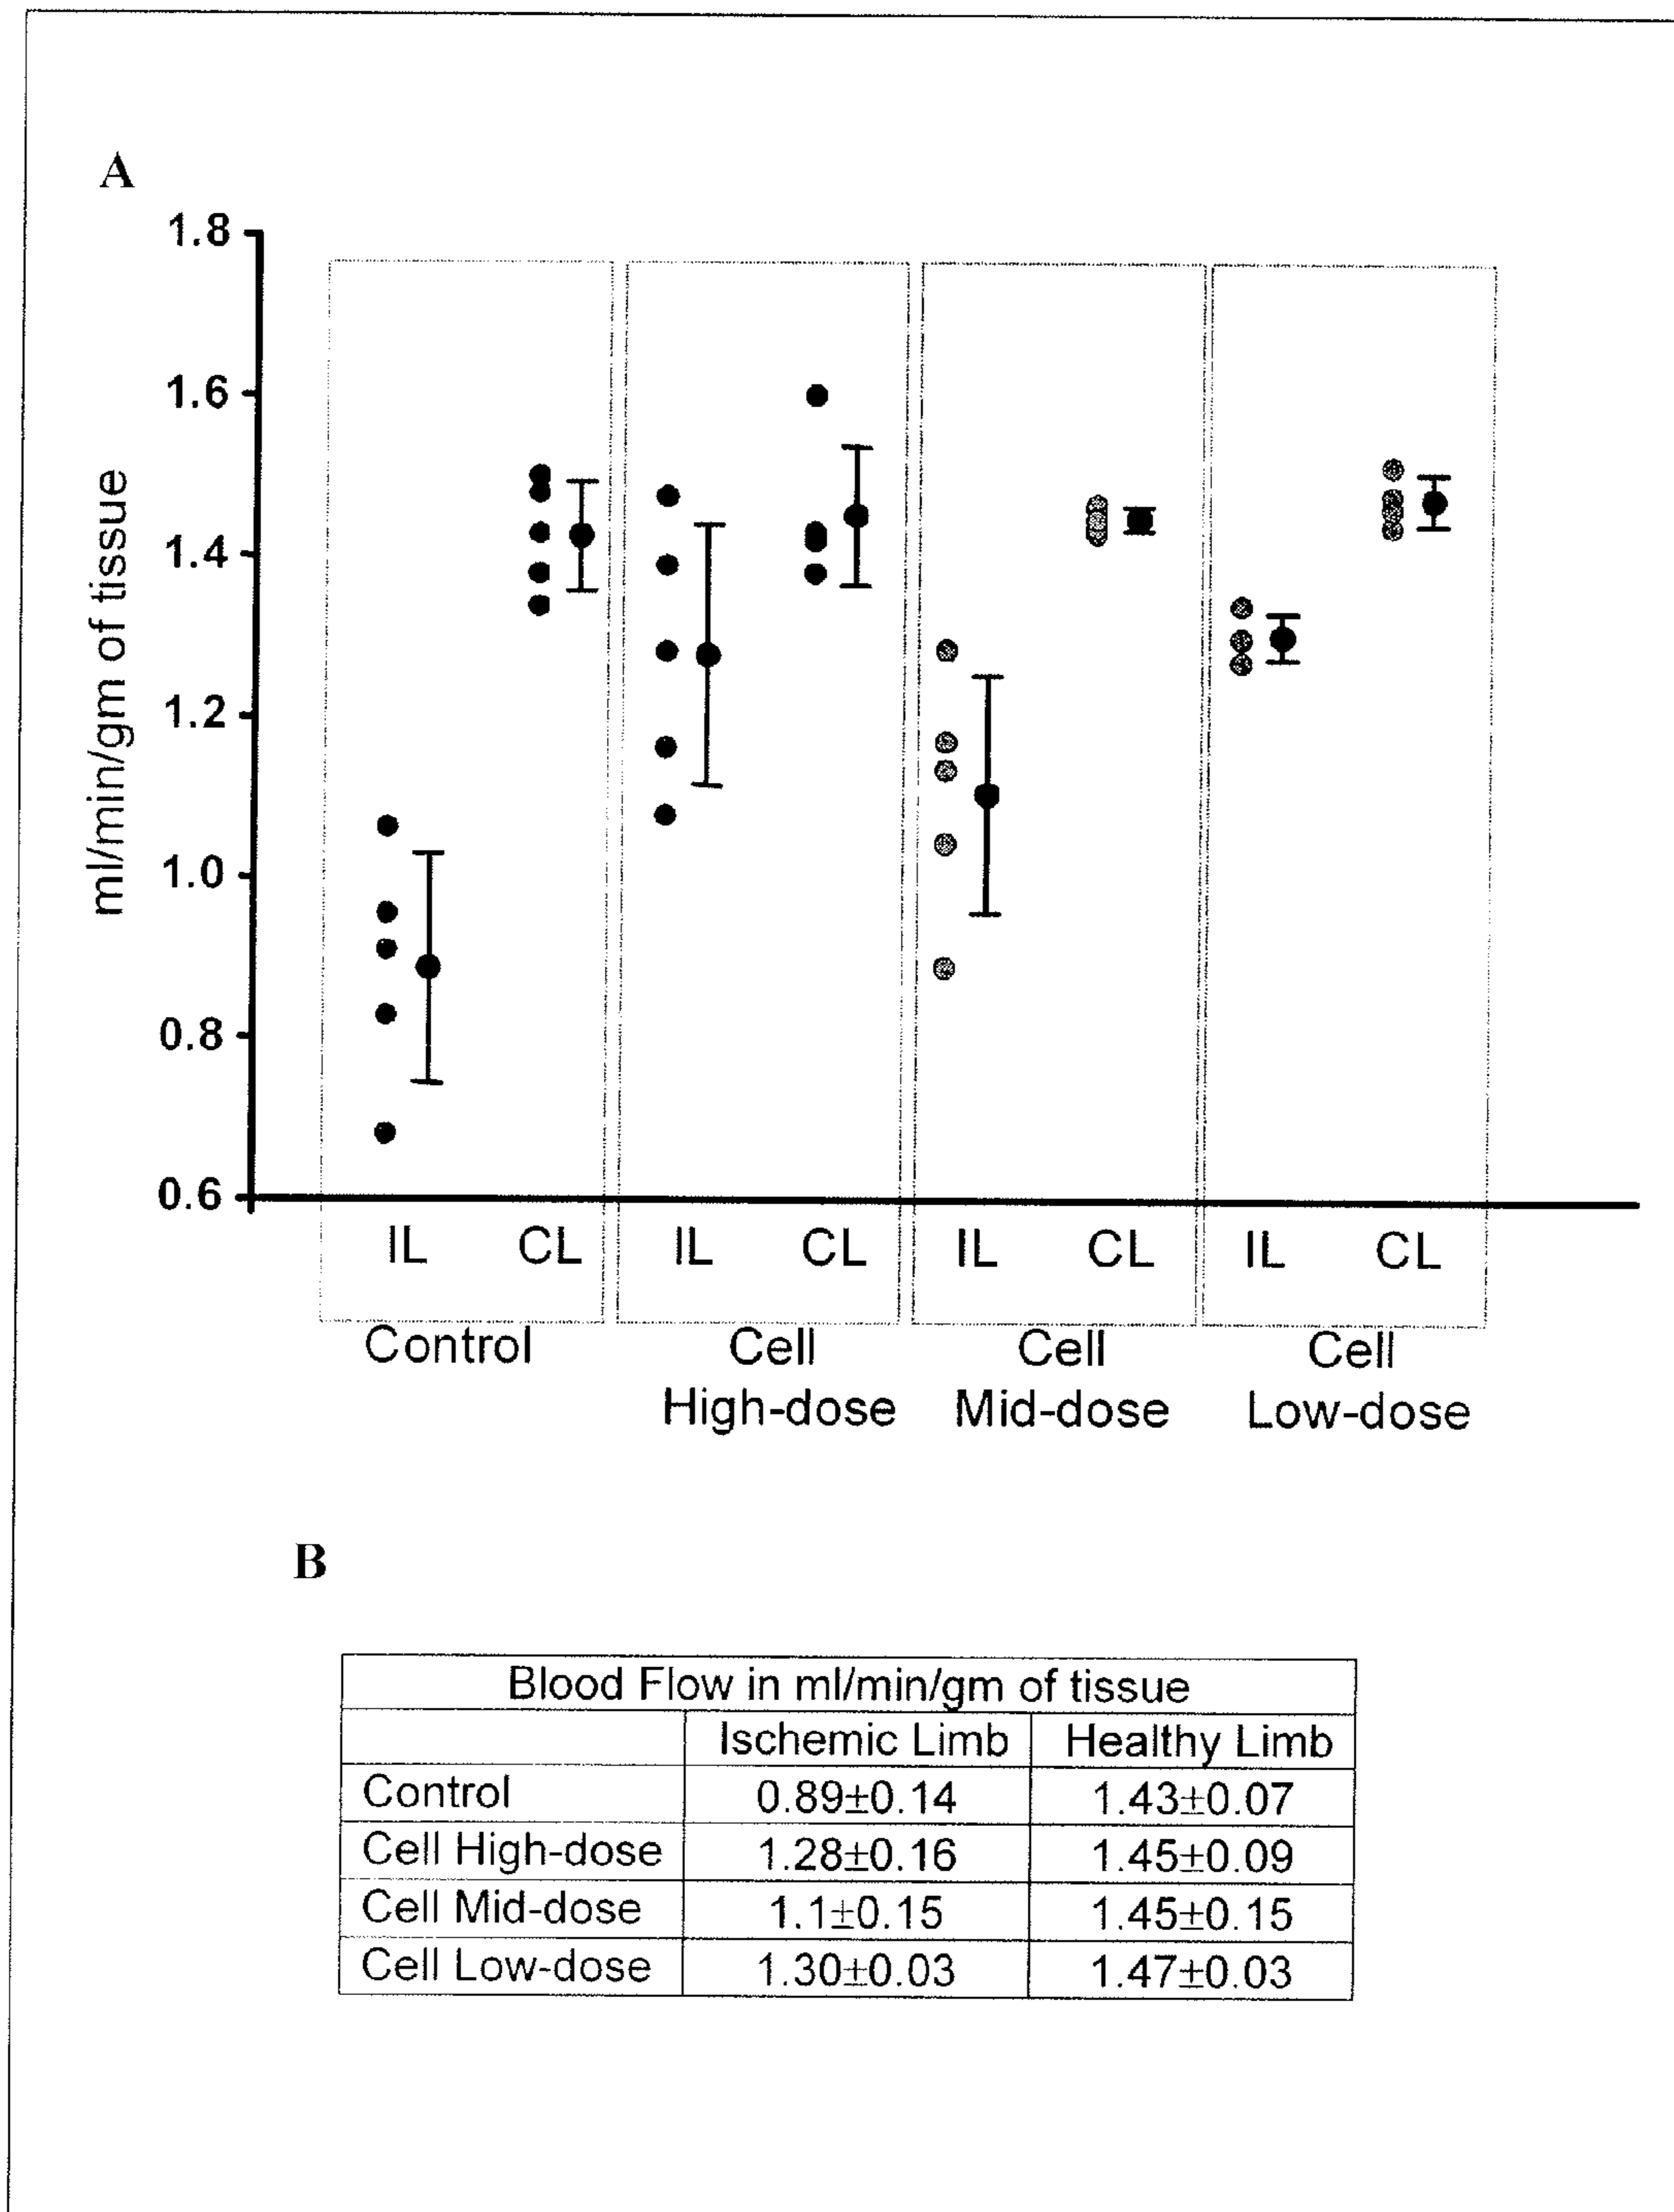 A
1.8
1.6
1.4
1.2
1.0
0.8
0.6
ml/min/gm of tissue
IL CL IL CL IL CL IL CL
Control Cell Cell Cell
High-dose Mid-dose Low-dose
B
Blood Flow in ml/min/gm of tissue
Ischemic Limb Healthy Limb
Control 0.89±0.14 1.43±0.07
Cell High-dose 1.28±0.16 1.45±0.09
Cell Mid-dose 1.1±0.15 1.45±0.15
Cell Low-dose 1.30±0.03 1.47±0.03